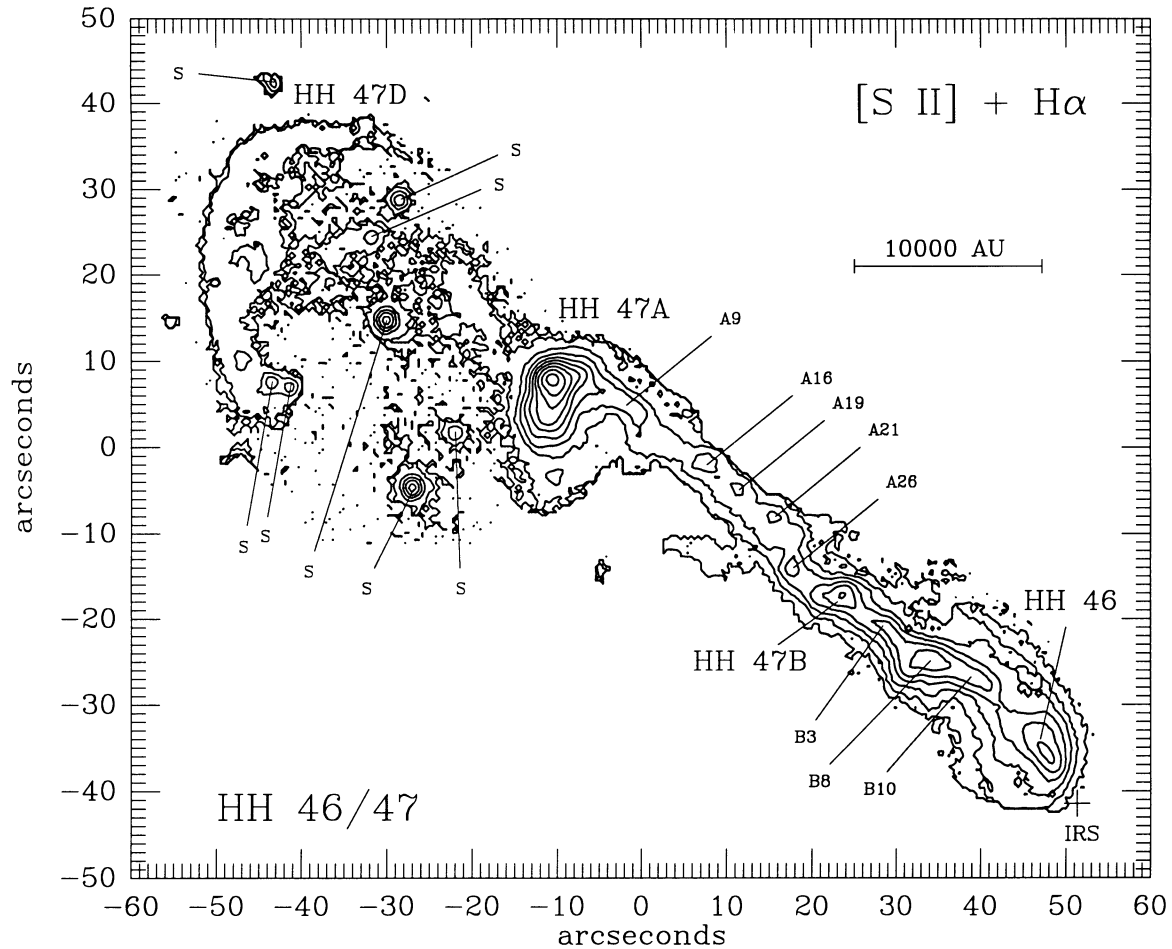 50
40
30
20
10
0
−10
−20
−30
−40
−50
arcseconds
S
HH 47D
[S II] + Hα
S
S
10000 AU
HH 47A
A9
A16
A19
A21
A26
S
S
S
S
S
HH 46
HH 47B
B3
B8
B10
HH 46/47
IRS
−60 −50 −40 −30 −20 −10 0 10 20 30 40 50 60
arcseconds